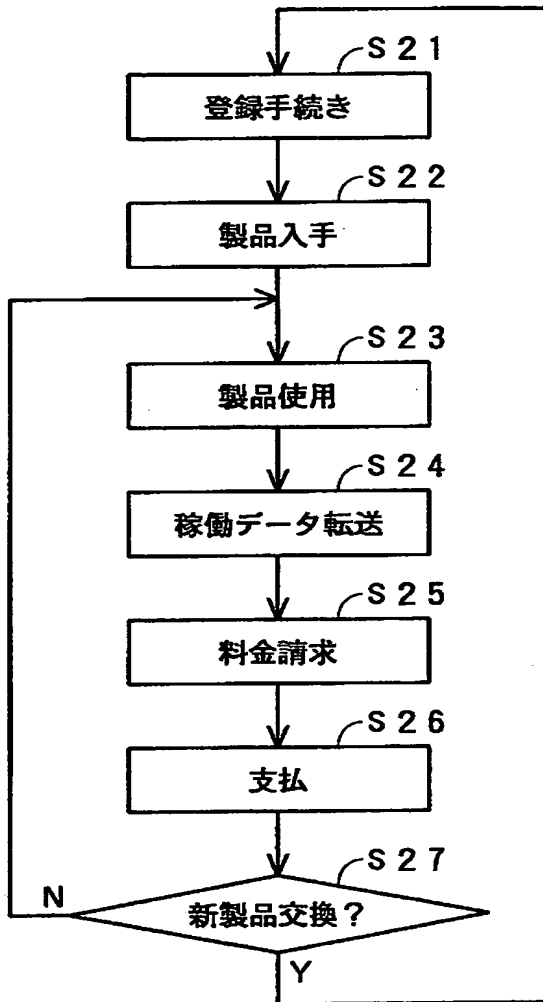 S21
登録手続き
S22
製品入手
S23
製品使用
S24
稼働データ転送
S25
料金請求
S26
支払
S27
新製品交換?
N
Y